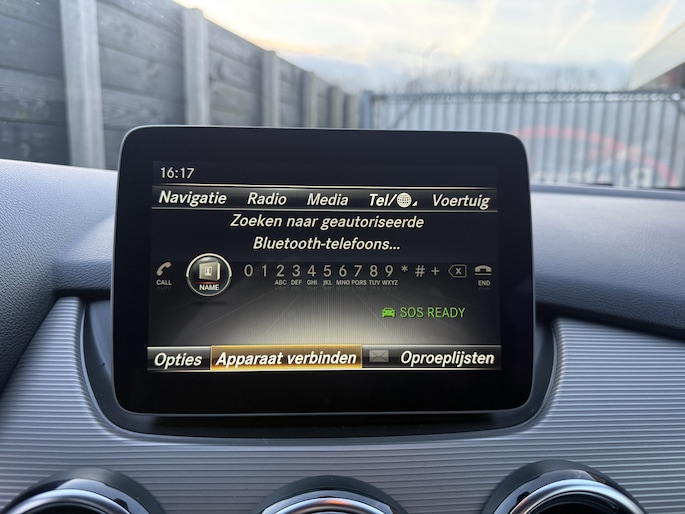 16:17
Navigatie Radio Media Tel/ Voertuig
Zoeken naar geautoriseerde
Bluetooth-telefoons...
0 1 2 3 4 5 6 7 8 9 * # + X
ABC DEF GHI JKL MNO PQRS TUV WXYZ
CALL NAME END
SOS READY
Opties Apparaat verbinden Oproeplijsten